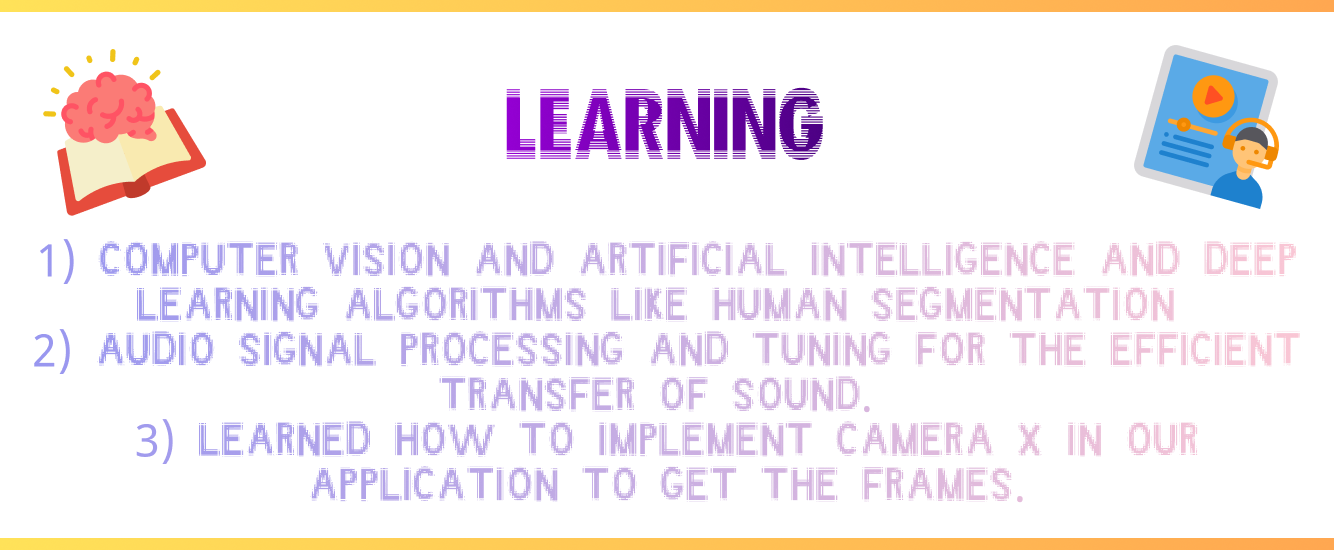 LEARNING
1) COMPUTER VISION AND ARTIFICIAL INTELLIGENCE AND DEEP
LEARNING ALGORITHMS LIKE HUMAN SEGMENTATION
2) AUDIO SIGNAL PROCESSING AND TUNING FOR THE EFFICIENT
TRANSFER OF SOUND.
3) LEARNED HOW TO IMPLEMENT CAMERA X IN OUR
APPLICATION TO GET THE FRAMES.